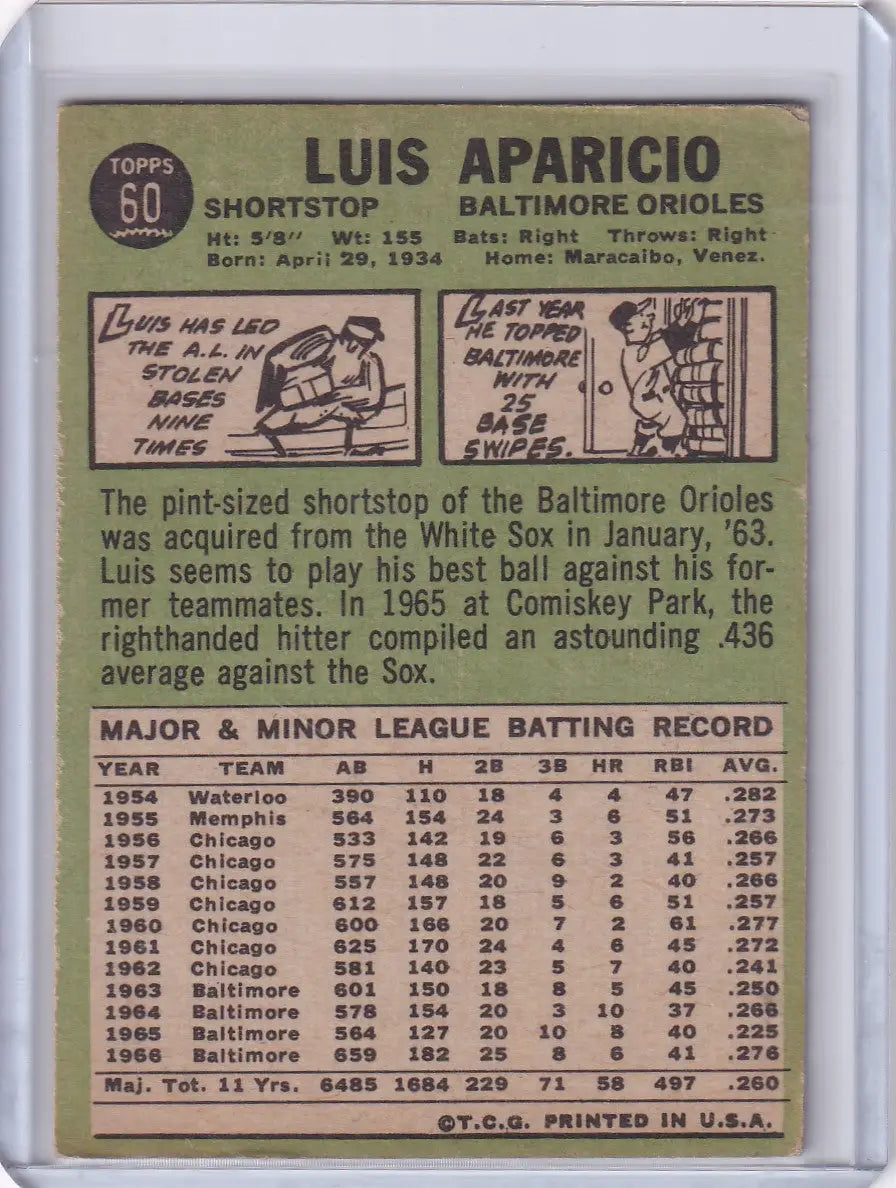 TOPPS
60
LUIS APARICIO
SHORTSTOP BALTIMORE ORIOLES
Ht: 5'8" Wt: 155 Bats: Right Throws: Right
Born: April 29, 1934 Home: Maracaibo, Venez.
LUIS HAS LED
THE A.L. IN
STOLEN
BASES
NINE
TIMES
LAST YEAR
HE TOPPED
BALTIMORE
WITH
25
BASE
SWIPES.
The pint-sized shortstop of the Baltimore Orioles
was acquired from the White Sox in January, '63.
Luis seems to play his best ball against his for-
mer teammates. In 1965 at Comiskey Park, the
righthanded hitter compiled an astounding .436
average against the Sox.
MAJOR & MINOR LEAGUE BATTING RECORD
YEAR TEAM AB H 2B 3B HR RBI AVG.
1954 Waterloo 390 110 18 4 4 47 .282
1955 Memphis 564 154 24 3 6 51 .273
1956 Chicago 533 142 19 6 3 56 .266
1957 Chicago 575 148 22 6 3 41 .257
1958 Chicago 557 148 20 9 2 40 .266
1959 Chicago 612 157 18 5 6 51 .257
1960 Chicago 600 166 20 7 2 61 .277
1961 Chicago 625 170 24 4 6 45 .272
1962 Chicago 581 140 23 5 7 40 .241
1963 Baltimore 601 150 18 8 5 45 .250
1964 Baltimore 578 154 20 3 10 37 .266
1965 Baltimore 564 127 20 10 8 40 .225
1966 Baltimore 659 182 25 8 6 41 .276
Maj. Tot. 11 Yrs. 6485 1684 229 71 58 497 .260
©T.C.G. PRINTED IN U.S.A.